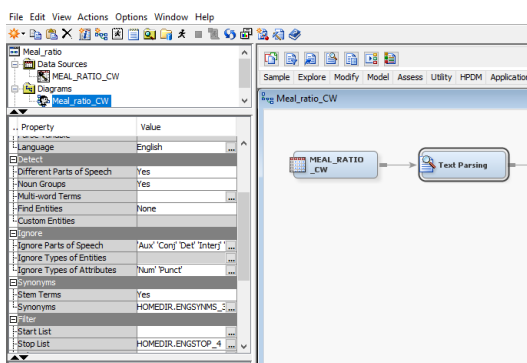 File Edit View Actions Options Window Help
Meal_ratio
Data Sources
MEAL_RATIO_CW
Diagrams
Meal_ratio_CW
.. Property Value
Language English ...
Detect
Different Parts of Speech Yes
Noun Groups Yes
Multi-word Terms ...
Find Entities None
Custom Entities
Ignore
Ignore Parts of Speech 'Aux' 'Conj' 'Det' 'Interj' ' ...
Ignore Types of Entities ...
Ignore Types of Attributes 'Num' 'Punct' ...
Synonyms
Stem Terms Yes
Synonyms HOMEDIR.ENGSYNMS_ ...
Filter
Start List ...
Stop List HOMEDIR.ENGSTOP_4 ...
Sample Explore Modify Model Assess Utility HPDM Application
Meal_ratio_CW
MEAL_RATIO
_CW
Text Parsing